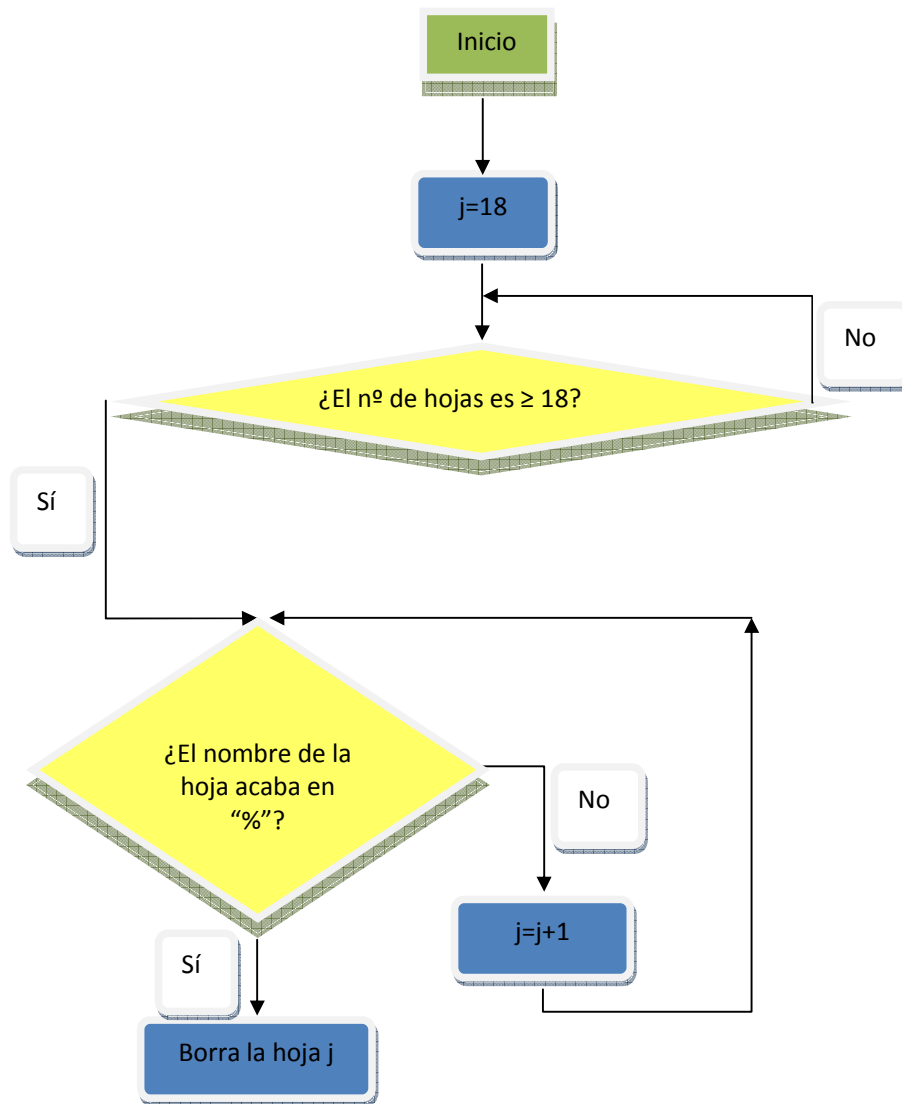 Inicio
j=18
No
¿El nº de hojas es ≥ 18?
Sí
¿El nombre de la
hoja acaba en
“%”?
No
j=j+1
Sí
Borra la hoja j